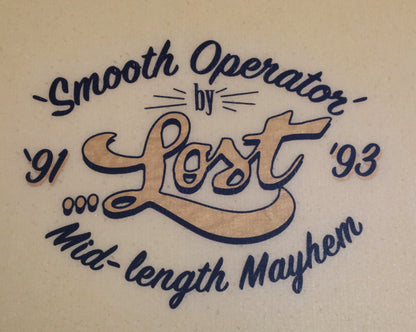 'Smooth Operator'
by
'91 ...Lost '93
Mid-length Mayhem